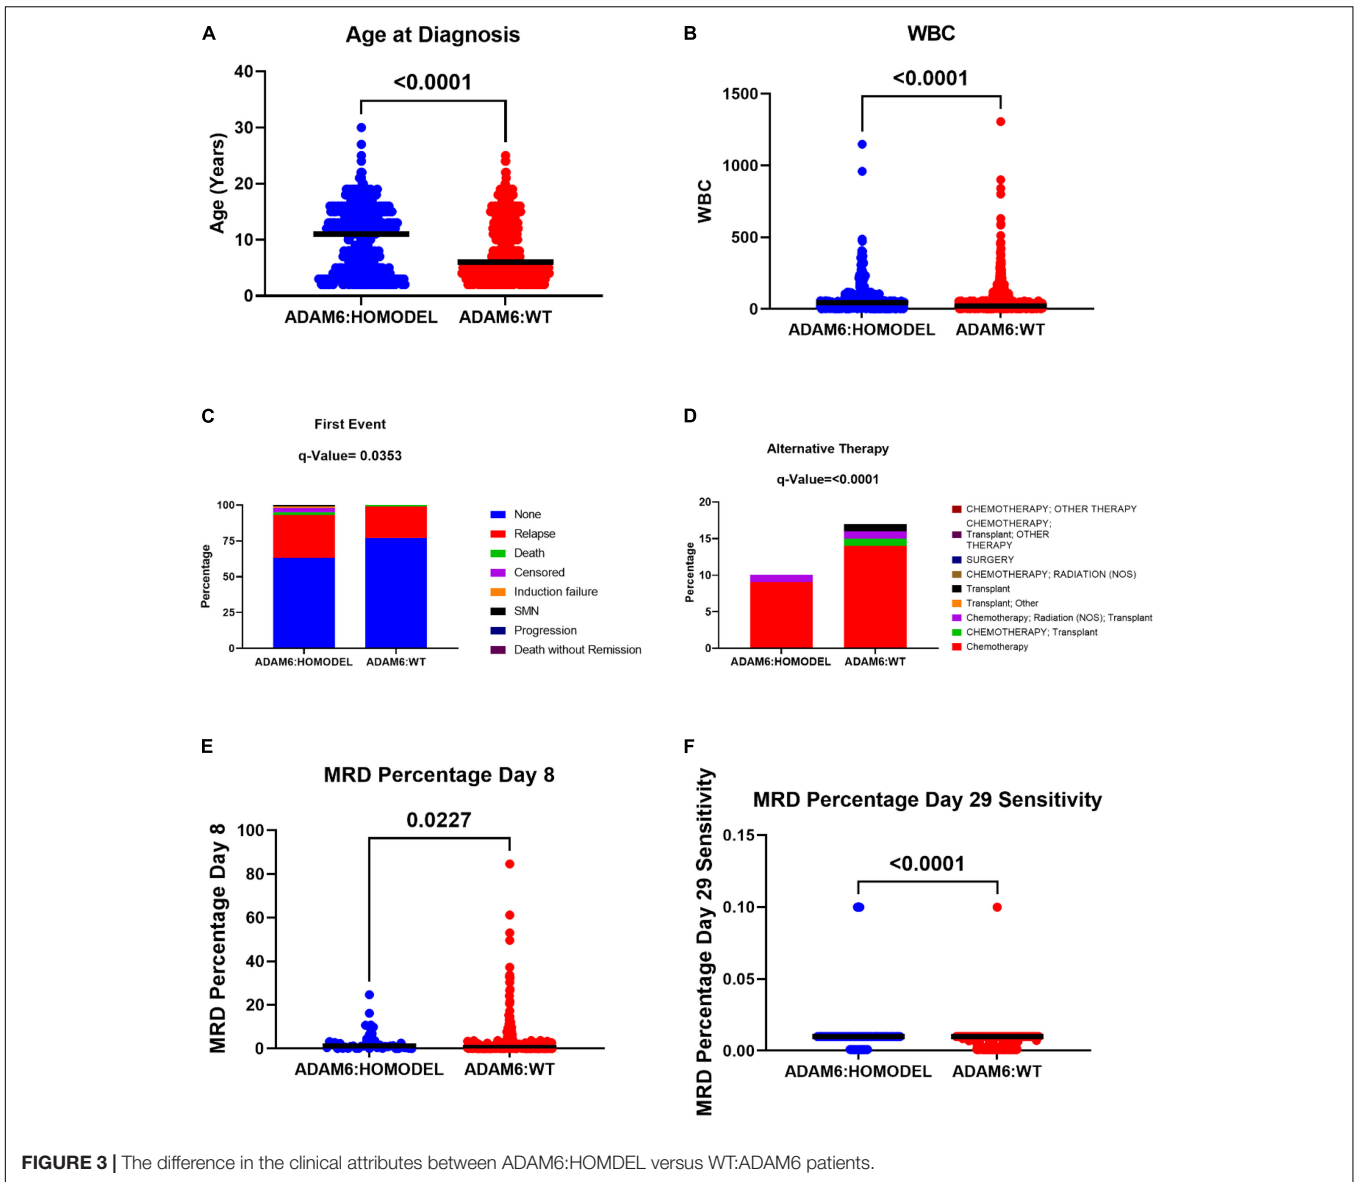 A
Age at Diagnosis
<0.0001
40
30
20
10
0
Age (Years)
ADAM6:HOMODEL
ADAM6:WT
B
WBC
<0.0001
1500
1000
500
0
WBC
ADAM6:HOMODEL
ADAM6:WT
C
First Event
q-Value= 0.0353
100
75
50
25
0
Percentage
ADAM6:HOMODEL
ADAM6:WT
None
Relapse
Death
Censored
Induction failure
SMN
Progression
Death without Remission
D
Alternative Therapy
q-Value=<0.0001
20
15
10
5
0
Percentage
ADAM6:HOMODEL
ADAM6:WT
CHEMOTHERAPY; OTHER THERAPY
CHEMOTHERAPY;
Transplant; OTHER
THERAPY
SURGERY
CHEMOTHERAPY; RADIATION (NOS)
Transplant
Transplant; Other
Chemotherapy; Radiation (NOS); Transplant
CHEMOTHERAPY; Transplant
Chemotherapy
E
MRD Percentage Day 8
0.0227
100
80
60
40
20
0
MRD Percentage Day 8
ADAM6:HOMODEL
ADAM6:WT
F
MRD Percentage Day 29 Sensitivity
<0.0001
0.15
0.10
0.05
0.00
MRD Percentage Day 29 Sensitivity
ADAM6:HOMODEL
ADAM6:WT
FIGURE 3 | The difference in the clinical attributes between ADAM6:HOMDEL versus WT:ADAM6 patients.